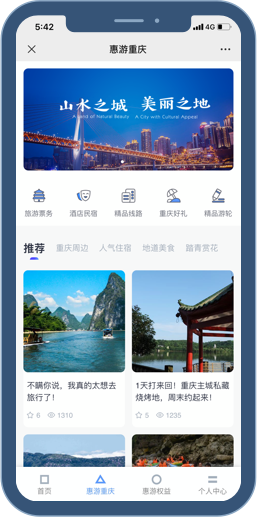 5:42
4G
惠游重庆
山水之城 美丽之地
A Land of Natural Beauty A City with Cultural Appeal
旅游票务 酒店民宿 精品线路 重庆好礼 精品游轮
推荐 重庆周边 人气住宿 地道美食 踏青赏花
不瞒你说，我真的太想去
旅行了！
6 1310
1天打来回！重庆主城私藏
烧烤地，周末约起来！
5 1235
首页 惠游重庆 惠游权益 个人中心